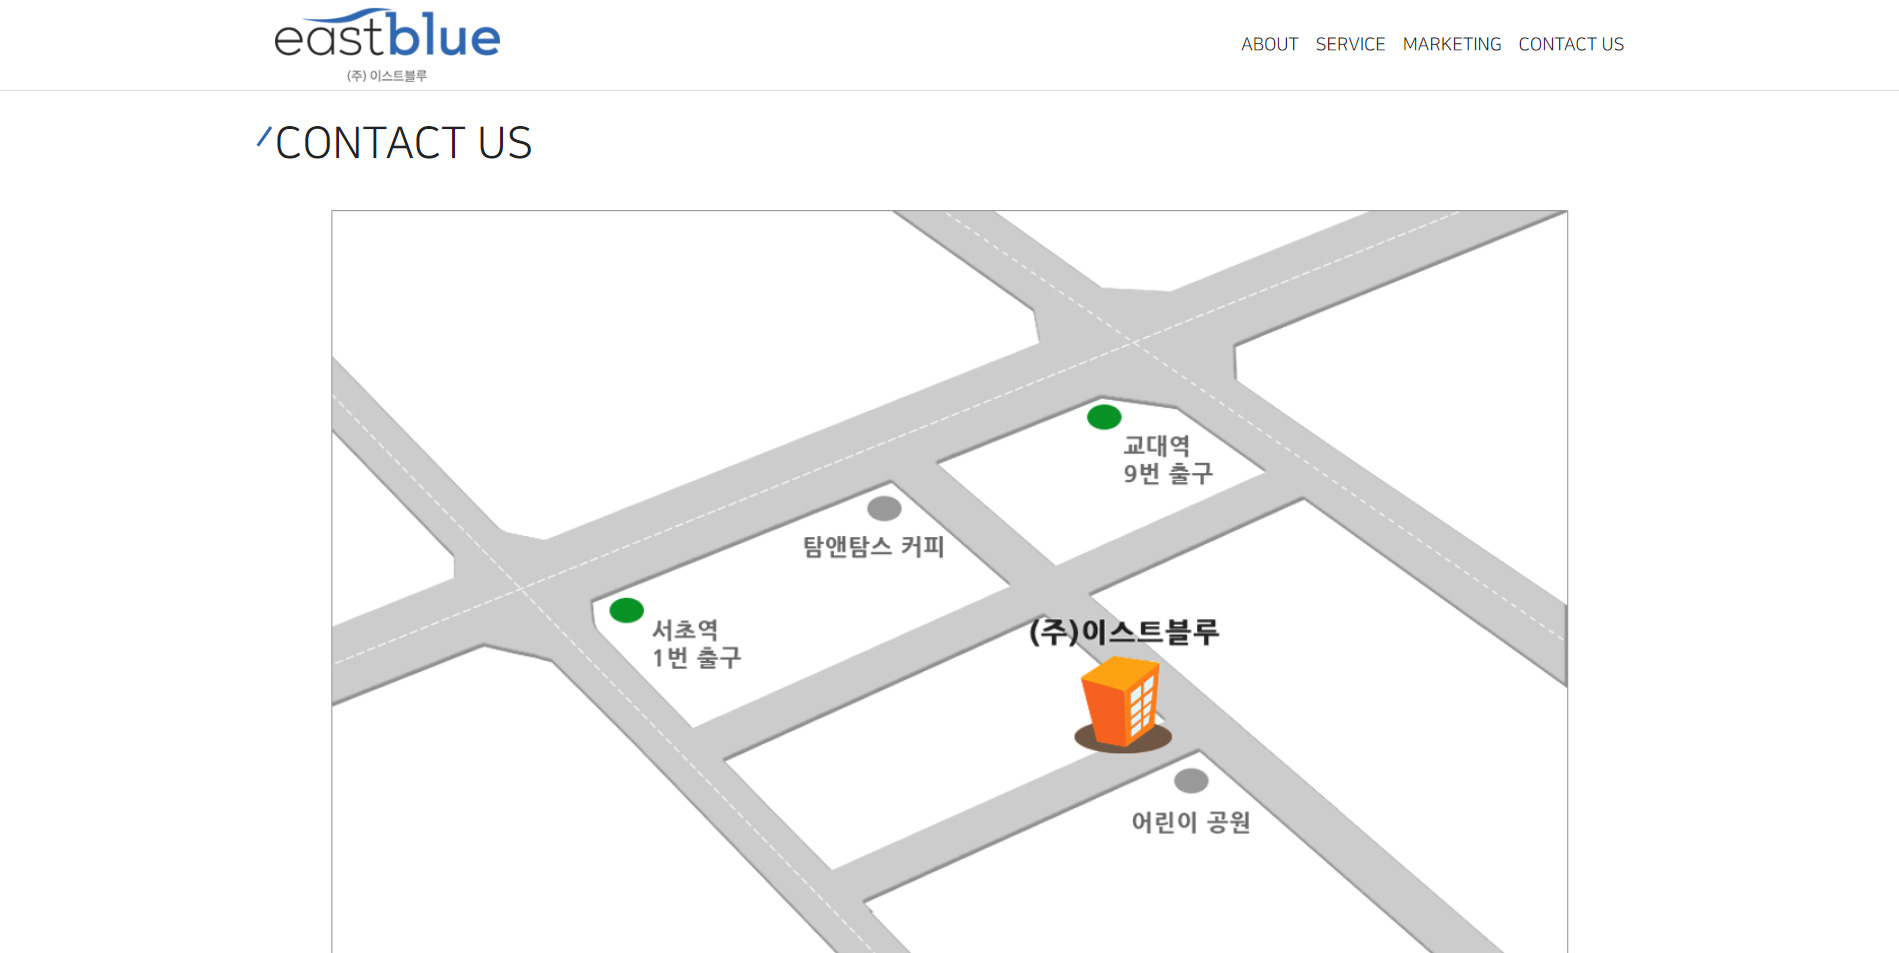 eastblue
(주) 이스트블루
ABOUT SERVICE MARKETING CONTACT US
CONTACT US
교대역
9번 출구
탐앤탐스 커피
서초역
1번 출구
(주)이스트블루
어린이 공원